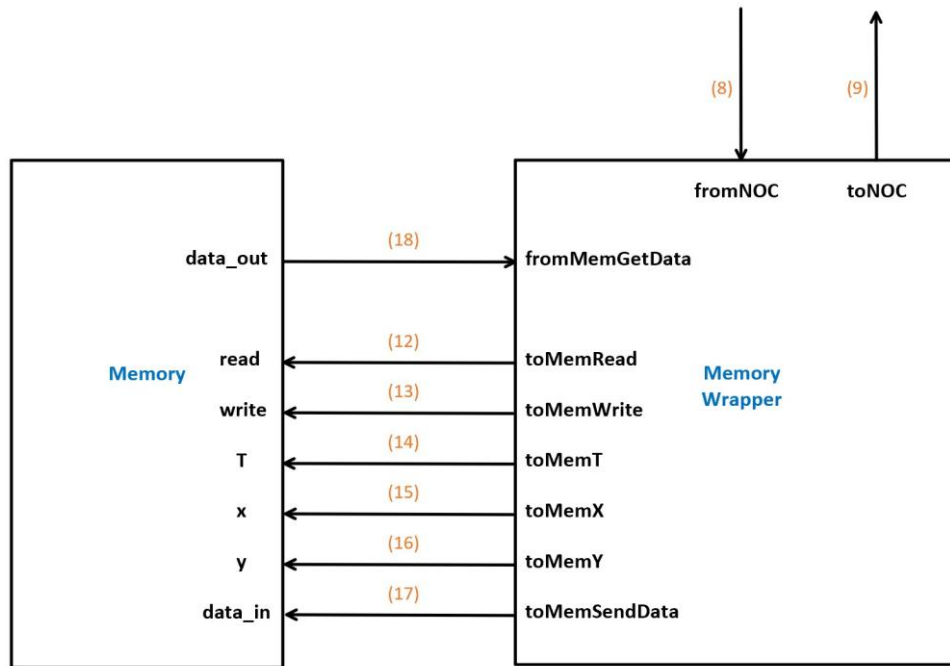 (8)
(9)
fromNOC
toNOC
(18)
data_out
fromMemGetData
(12)
read
toMemRead
Memory
Memory
Wrapper
(13)
write
toMemWrite
(14)
T
toMemT
(15)
x
toMemX
(16)
y
toMemY
(17)
data_in
toMemSendData